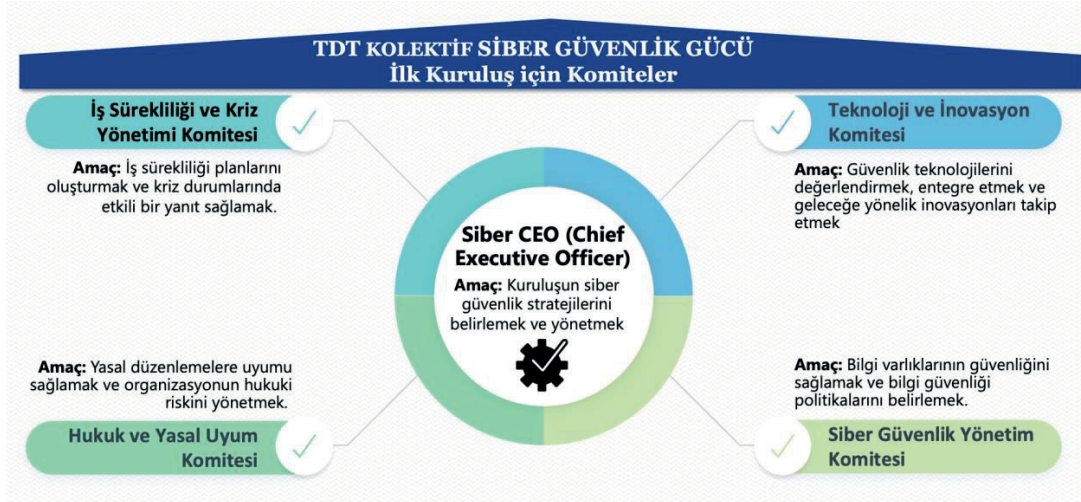 TDT KOLEKTİF SİBER GÜVENLİK GÜCÜ
İlk Kuruluş için Komiteler
İş Sürekliliği ve Kriz
Yönetimi Komitesi
Amaç: İş sürekliliği planlarını
oluşturmak ve kriz durumlarında
etkili bir yanıt sağlamak.
Teknoloji ve İnovasyon
Komitesi
Amaç: Güvenlik teknolojilerini
değerlendirmek, entegre etmek ve
geleceğe yönelik inovasyonları takip
etmek
Siber CEO (Chief
Executive Officer)
Amaç: Kuruluşun siber
güvenlik stratejilerini
belirlemek ve yönetmek
Amaç: Yasal düzenlemelere uyumu
sağlamak ve organizasyonun hukuki
riskini yönetmek.
Hukuk ve Yasal Uyum
Komitesi
Amaç: Bilgi varlıklarının güvenliğini
sağlamak ve bilgi güvenliği
politikalarını belirlemek.
Siber Güvenlik Yönetim
Komitesi